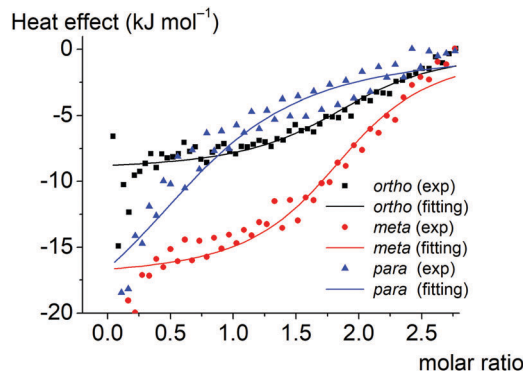 Heat effect (kJ mol⁻¹)
0
-5
-10
-15
-20
0.0 0.5 1.0 1.5 2.0 2.5
molar ratio
ortho (exp)
ortho (fitting)
meta (exp)
meta (fitting)
para (exp)
para (fitting)